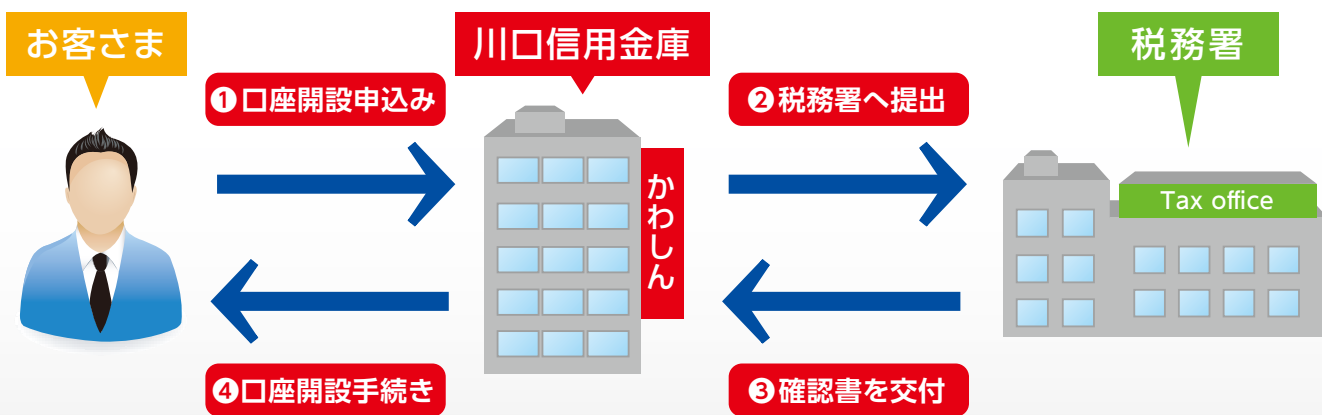 お客さま
川口信用金庫
税務署
❶口座開設申込み
❷税務署へ提出
かわしん
Tax office
❹口座開設手続き
❸確認書を交付